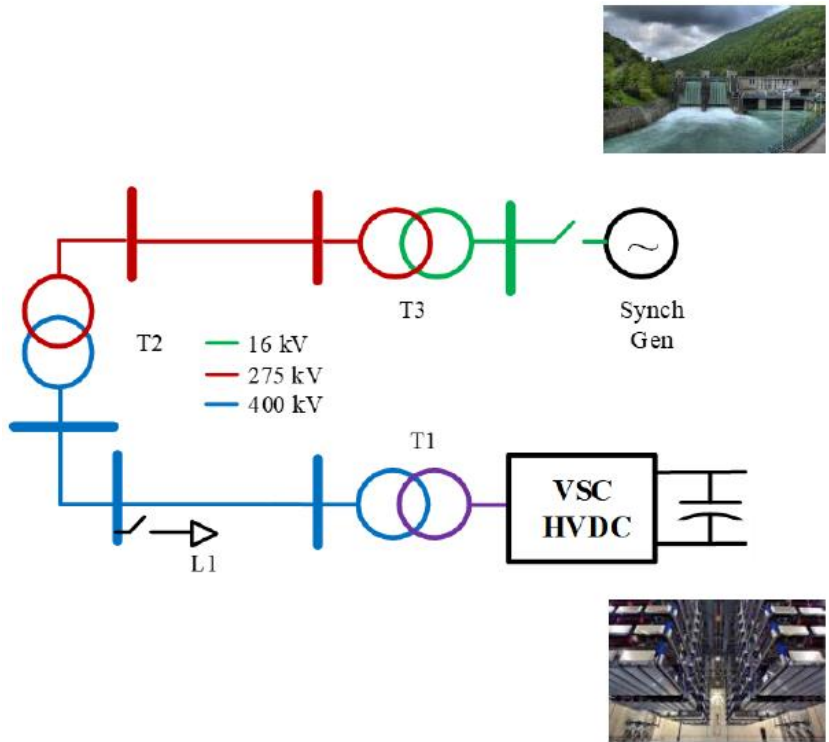 T3
Synch
Gen
T2
16 kV
275 kV
400 kV
T1
VSC
HVDC
L1